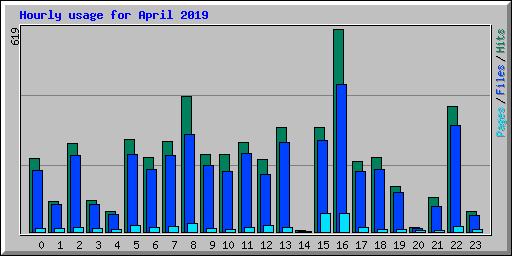 Hourly usage for April 2019
619
Pages/Files/Hits
0 1 2 3 4 5 6 7 8 9 10 11 12 13 14 15 16 17 18 19 20 21 22 23